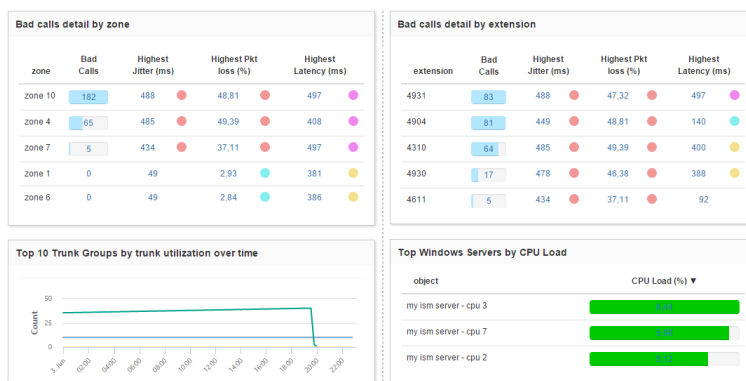 Bad calls detail by zone
zone Bad Calls Highest Jitter (ms) Highest Pkt loss (%) Highest Latency (ms)
zone 10 182 488 48,81 497
zone 4 65 485 49,39 408
zone 7 5 434 37,11 497
zone 1 0 49 2,93 381
zone 6 0 49 2,84 386
Bad calls detail by extension
extension Bad Calls Highest Jitter (ms) Highest Pkt loss (%) Highest Latency (ms)
4931 83 488 47,32 497
4904 81 449 48,81 140
4310 64 485 49,39 400
4930 17 478 46,38 388
4611 5 434 37,11 92
Top 10 Trunk Groups by trunk utilization over time
Count
50
25
0
3. Jun 02:00 04:00 06:00 08:00 10:00 12:00 14:00 16:00 18:00 20:00 22:00
Top Windows Servers by CPU Load
object CPU Load (%) ▼
my ism server - cpu 3
my ism server - cpu 7
my ism server - cpu 2